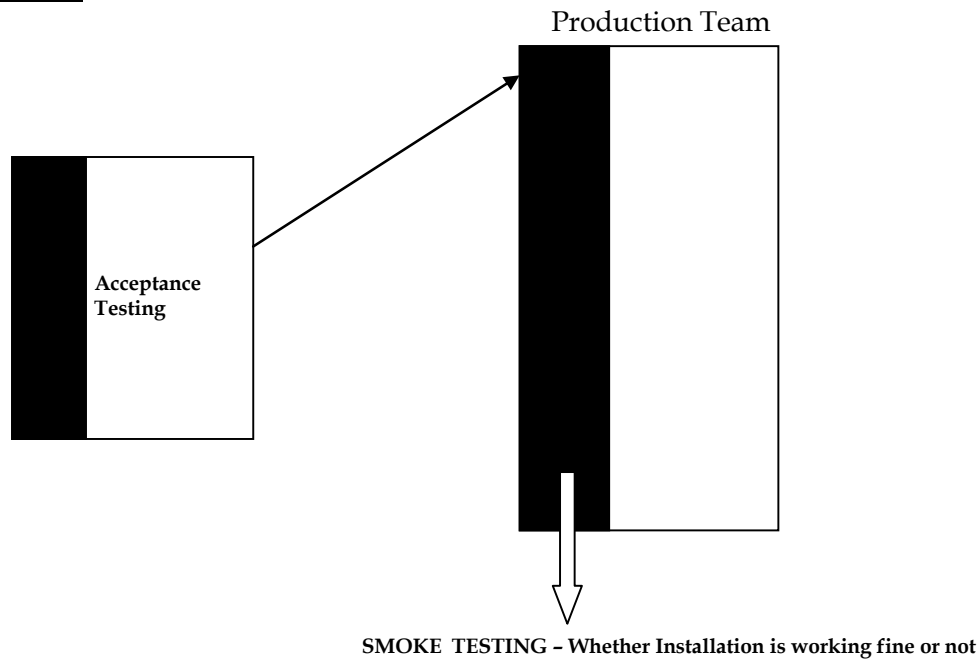 Production Team
Acceptance
Testing
SMOKE TESTING – Whether Installation is working fine or not